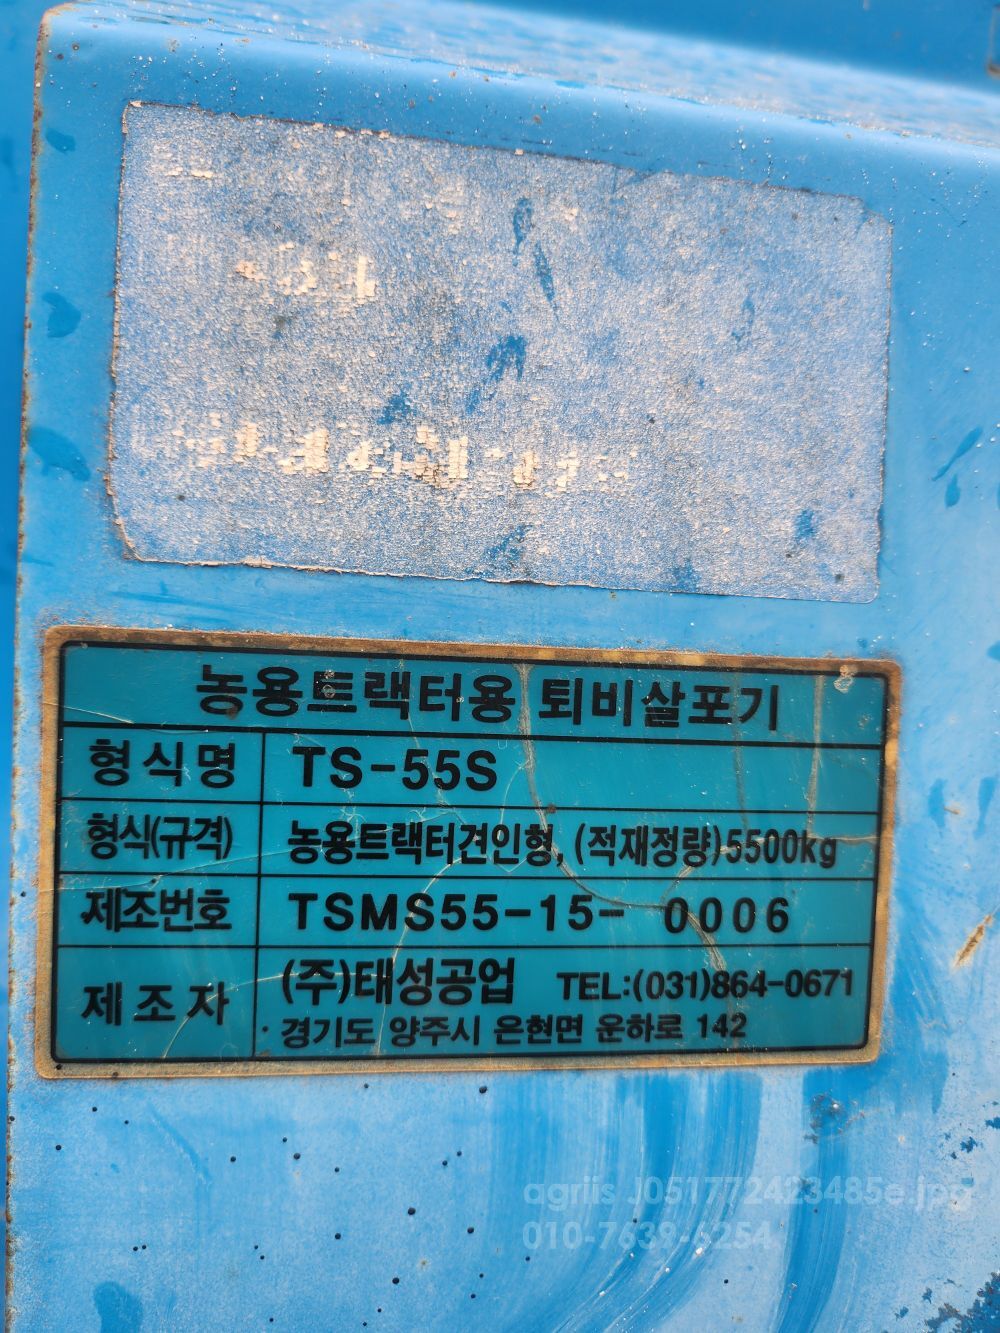 농용트랙터용 퇴비살포기
형식명 TS-55S
형식(규격) 농용트랙터견인형, (적재정량)5500kg
제조번호 TSMS55-15- 0006
제조자 (주)태성공업 TEL:(031)864-0671
경기도 양주시 은현면 운하로 142
agriis J051772423485e.jpg
010-7639-6254